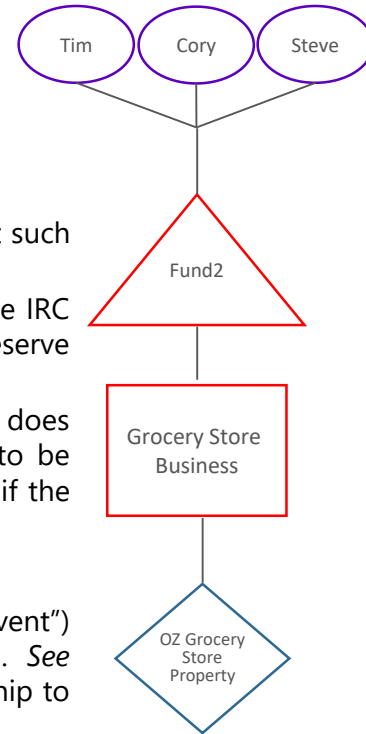 Tim
Cory
Steve
such
Fund2
e IRC
eserve
Grocery Store
Business
does
to be
if the
OZ Grocery
Store
Property
vent”)
. See
hip to